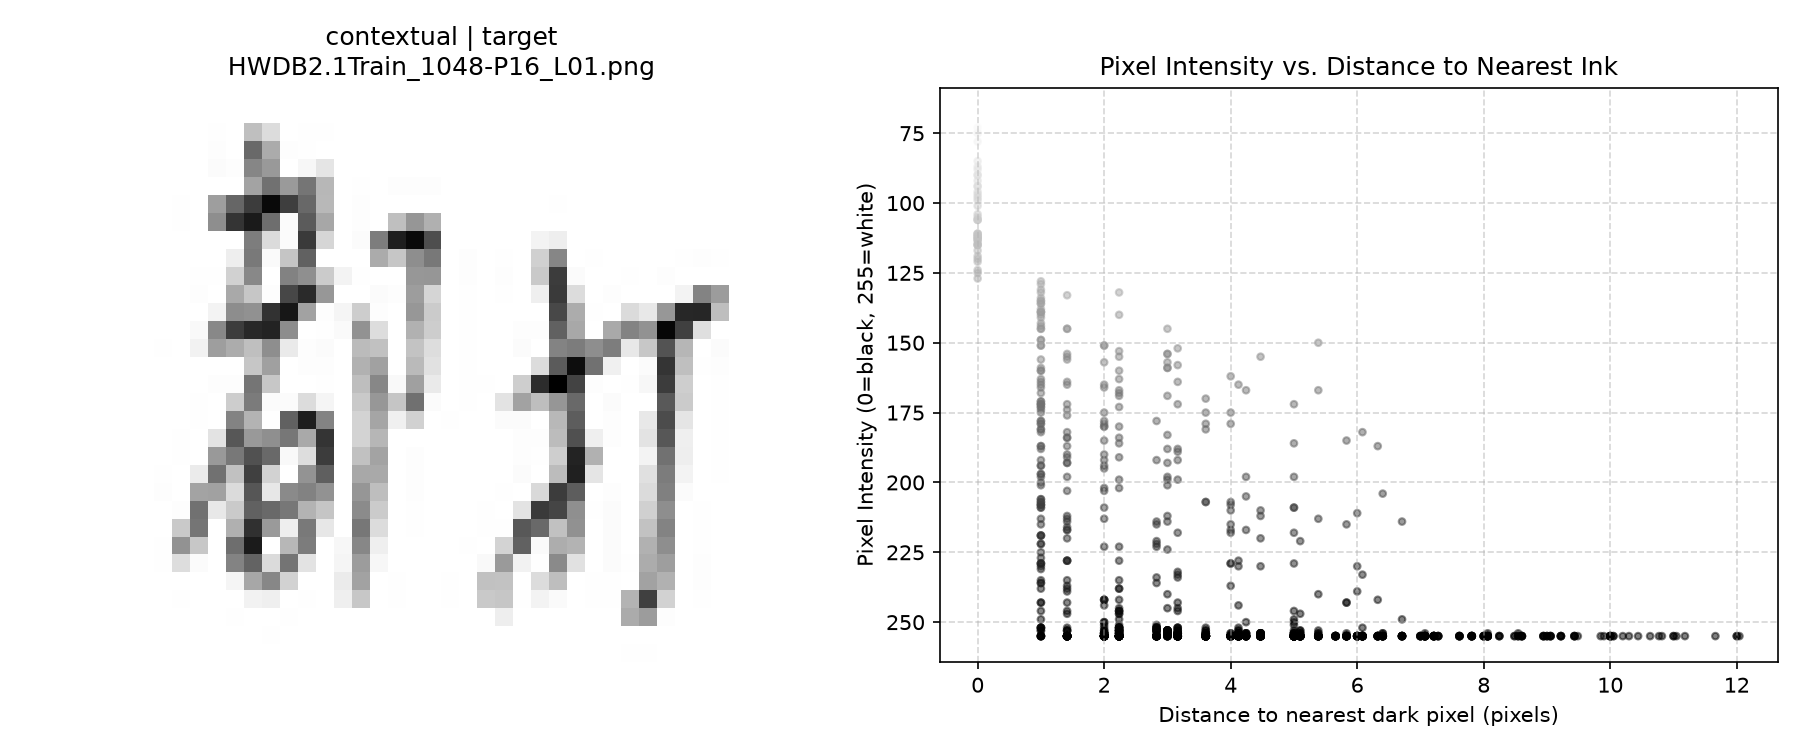 contextual | target
HWDB2.1Train_1048-P16_L01.png
Pixel Intensity vs. Distance to Nearest Ink
Pixel Intensity (0=black, 255=white)
75
100
125
150
175
200
225
250
0 2 4 6 8 10 12
Distance to nearest dark pixel (pixels)